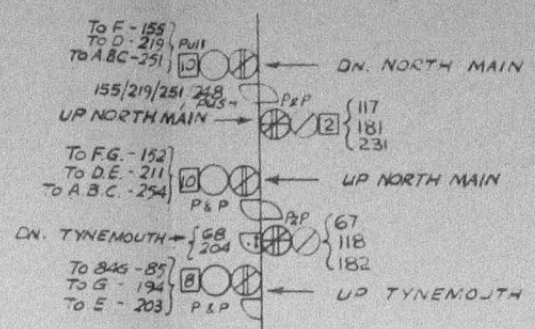 To F - 155
To D - 219 Pull
To A.B.C - 251 10 DN. NORTH MAIN
155/219/251 248 Push P&P
UP NORTH MAIN 2 117
181
231
To F.G. - 152
To D.E. - 211 10 UP NORTH MAIN
To A.B.C. - 254
P & P
DN. TYNEMOUTH 68 P&P 67
204 118
182
To 84G - 85
To G - 194 8 UP TYNEMOUTH
To E - 203 P & P